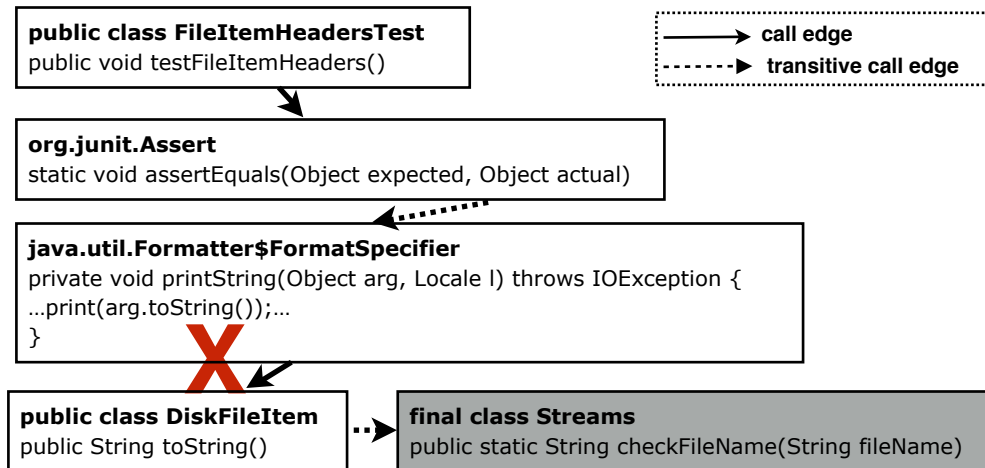 public class FileItemHeadersTest
public void testFileItemHeaders()
call edge
transitive call edge
org.junit.Assert
static void assertEquals(Object expected, Object actual)
java.util.Formatter$FormatSpecifier
private void printString(Object arg, Locale l) throws IOException {
…print(arg.toString());…
}
X
public class DiskFileItem
public String toString()
final class Streams
public static String checkFileName(String fileName)